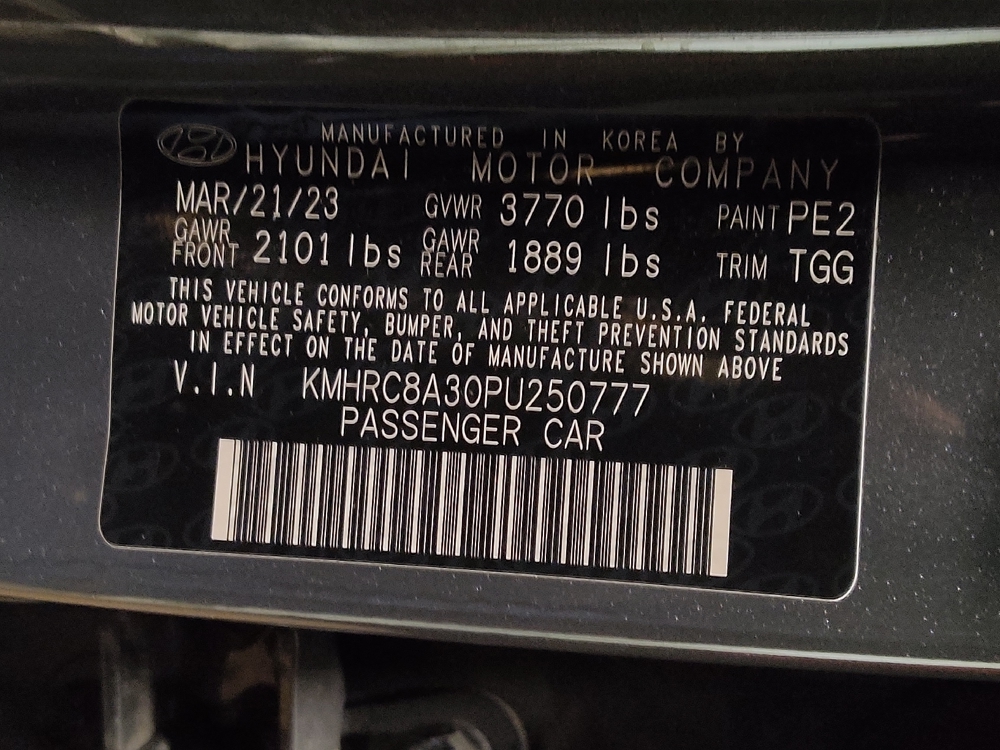 MANUFACTURED IN KOREA BY
HYUNDAI MOTOR COMPANY
MAR/21/23 GVWR 3770 lbs PAINT PE2
GAWR FRONT 2101 lbs GAWR REAR 1889 lbs TRIM TGG
THIS VEHICLE CONFORMS TO ALL APPLICABLE U.S.A. FEDERAL
MOTOR VEHICLE SAFETY, BUMPER, AND THEFT PREVENTION STANDARDS
IN EFFECT ON THE DATE OF MANUFACTURE SHOWN ABOVE
V.I.N KMHRC8A30PU250777
PASSENGER CAR